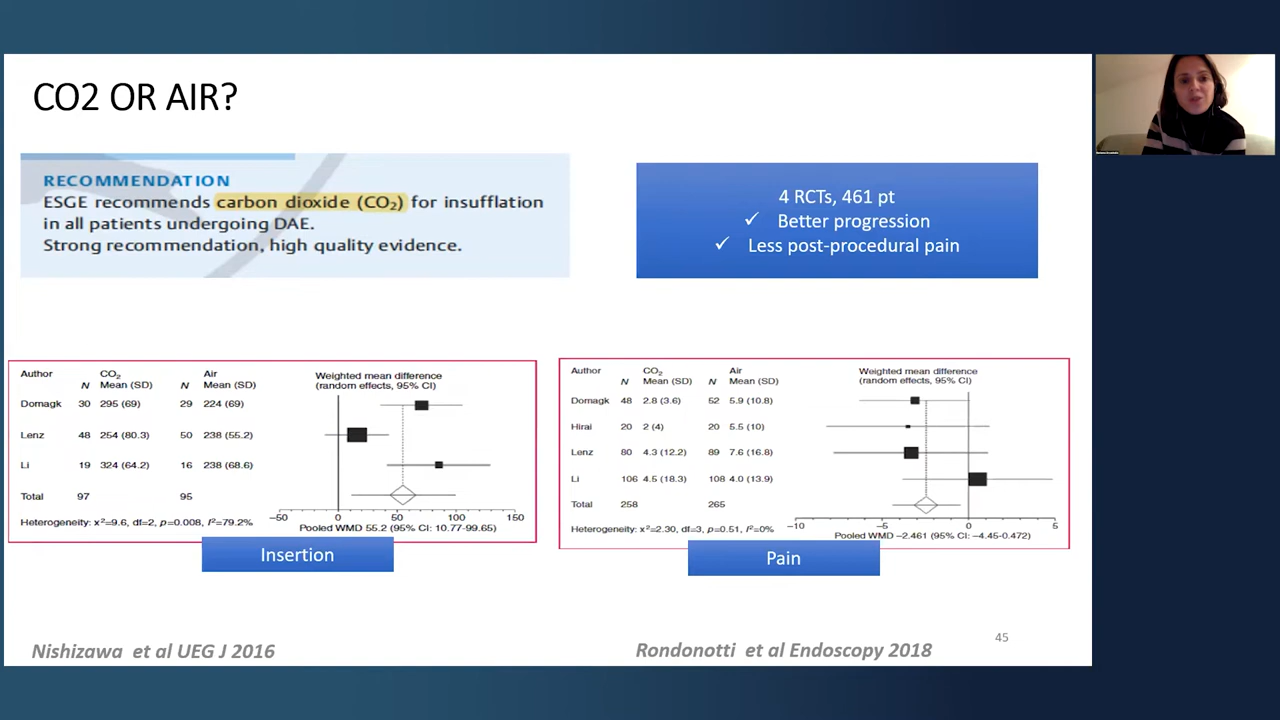 CO2 OR AIR?
RECOMMENDATION
ESGE recommends carbon dioxide (CO₂) for insufflation
in all patients undergoing DAE.
Strong recommendation, high quality evidence.
4 RCTs, 461 pt
✓ Better progression
✓ Less post-procedural pain
Author CO₂ Air Weighted mean difference
N Mean (SD) N Mean (SD) (random effects, 95% CI)
Domagk 30 295 (69) 29 224 (69)
Lenz 48 254 (80.3) 50 238 (55.2)
Li 19 324 (64.2) 16 238 (68.6)
Total 97 95
−50 0 50 100 150
Heterogeneity: x²=9.6, df=2, p=0.008, I²=79.2%
Pooled WMD 55.2 (95% CI: 10.77-99.65)
Insertion
Author CO₂ Air Weighted mean difference
N Mean (SD) N Mean (SD) (random effects, 95% CI)
Domagk 48 2.8 (3.6) 52 5.9 (10.8)
Hirai 20 2 (4) 20 5.5 (10)
Lenz 80 4.3 (12.2) 89 7.6 (16.8)
Li 106 4.5 (18.3) 108 4.0 (13.9)
Total 258 265
−10 −5 0 5
Heterogeneity: x²=2.30, df=3, p=0.51, I²=0%
Pooled WMD −2.461 (95% CI: −4.45-0.472)
Pain
Nishizawa et al UEG J 2016
Rondonotti et al Endoscopy 2018
45